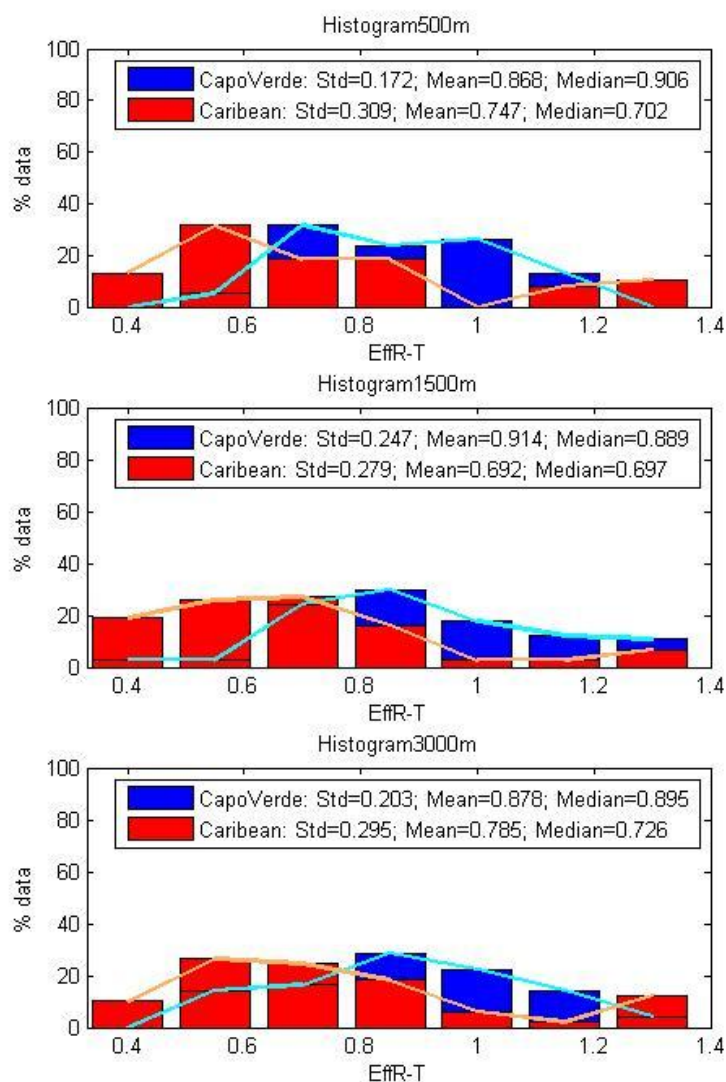 Histogram500m
100
80
60
40
20
0
% data
CapoVerde: Std=0.172; Mean=0.868; Median=0.906
Caribean: Std=0.309; Mean=0.747; Median=0.702
0.4 0.6 0.8 1 1.2 1.4
EffR-T
Histogram1500m
100
80
60
40
20
0
% data
CapoVerde: Std=0.247; Mean=0.914; Median=0.889
Caribean: Std=0.279; Mean=0.692; Median=0.697
0.4 0.6 0.8 1 1.2 1.4
EffR-T
Histogram3000m
100
80
60
40
20
0
% data
CapoVerde: Std=0.203; Mean=0.878; Median=0.895
Caribean: Std=0.295; Mean=0.785; Median=0.726
0.4 0.6 0.8 1 1.2 1.4
EffR-T